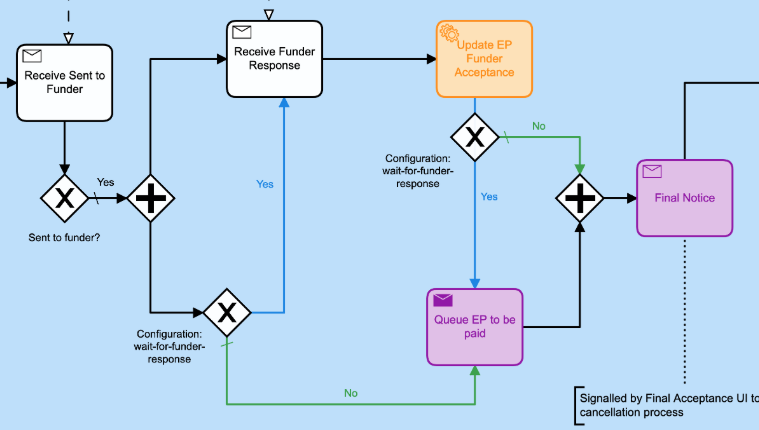 Receive Sent to
Funder
Yes
Sent to funder?
Receive Funder
Response
Update EP
Funder
Acceptance
No
Configuration:
wait-for-funder-
response
Yes
Yes
Final Notice
Configuration:
wait-for-funder-
response
Queue EP to be
paid
No
Signalled by Final Acceptance UI to
cancellation process